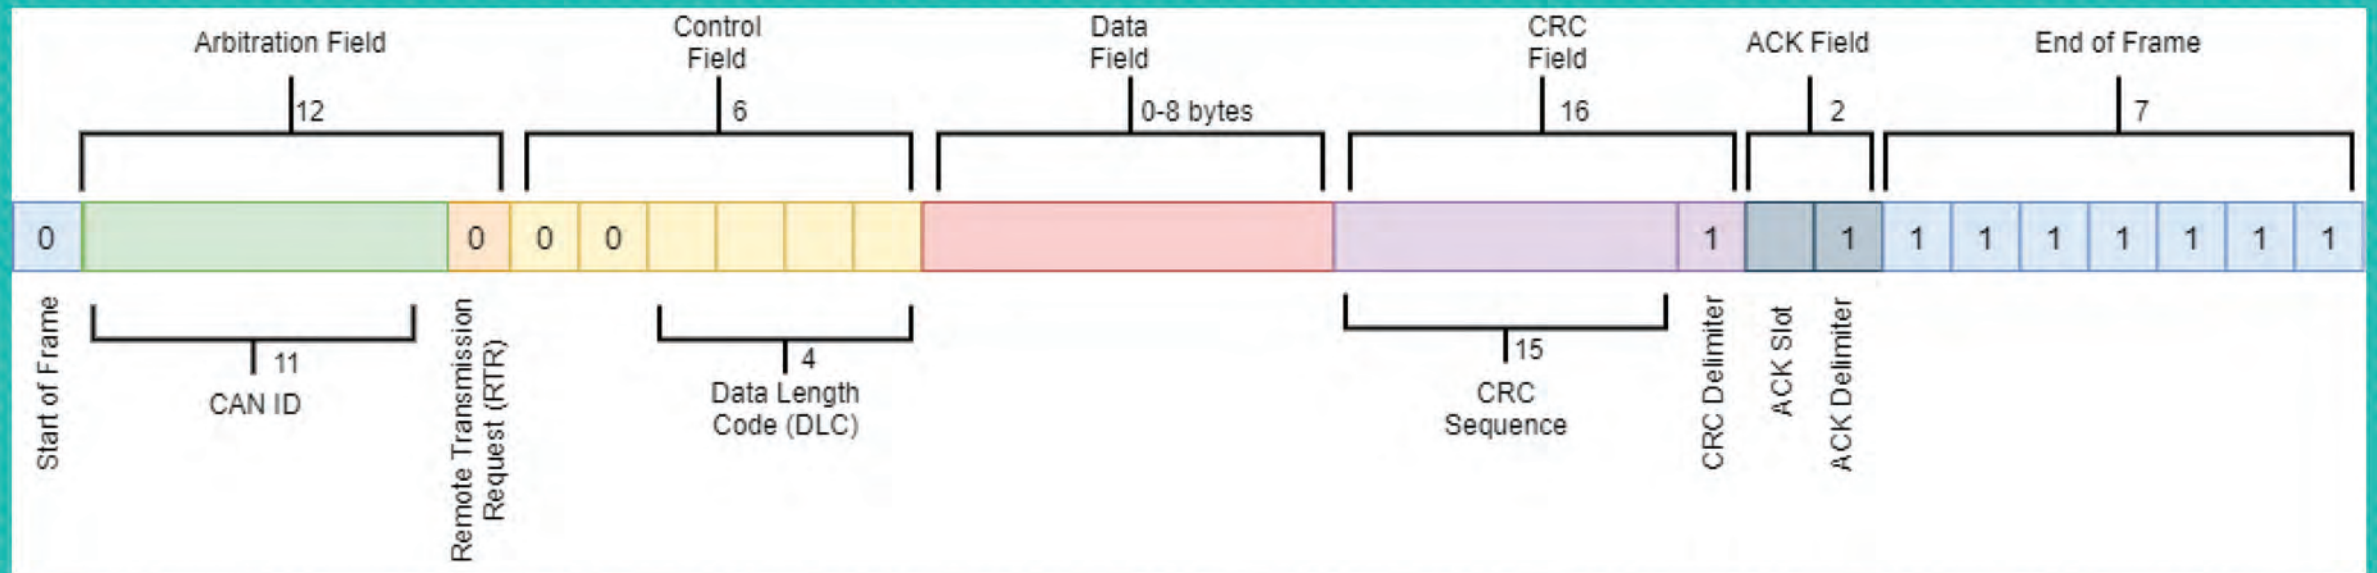 Arbitration Field
Control
Field
Data
Field
CRC
Field
ACK Field
End of Frame
12
6
0-8 bytes
16
2
7
0
0
0
0
1
1
1
1
1
1
1
1
1
Start of Frame
11
CAN ID
Remote Transmission
Request (RTR)
4
Data Length
Code (DLC)
15
CRC
Sequence
CRC Delimiter
ACK Slot
ACK Delimiter